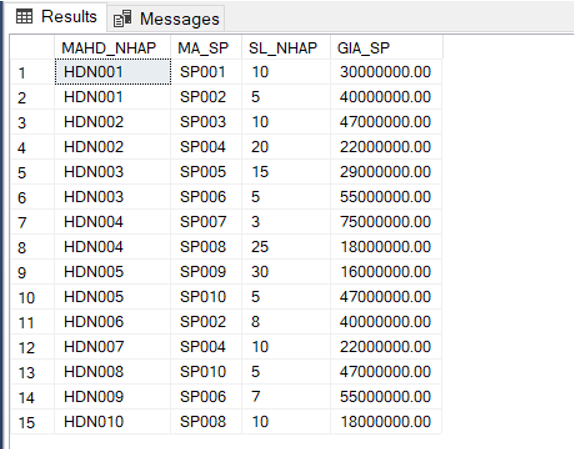 Results Messages
MAHD_NHAP MA_SP SL_NHAP GIA_SP
1 HDN001 SP001 10 30000000.00
2 HDN001 SP002 5 40000000.00
3 HDN002 SP003 10 47000000.00
4 HDN002 SP004 20 22000000.00
5 HDN003 SP005 15 29000000.00
6 HDN003 SP006 5 55000000.00
7 HDN004 SP007 3 75000000.00
8 HDN004 SP008 25 18000000.00
9 HDN005 SP009 30 16000000.00
10 HDN005 SP010 5 47000000.00
11 HDN006 SP002 8 40000000.00
12 HDN007 SP004 10 22000000.00
13 HDN008 SP010 5 47000000.00
14 HDN009 SP006 7 55000000.00
15 HDN010 SP008 10 18000000.00